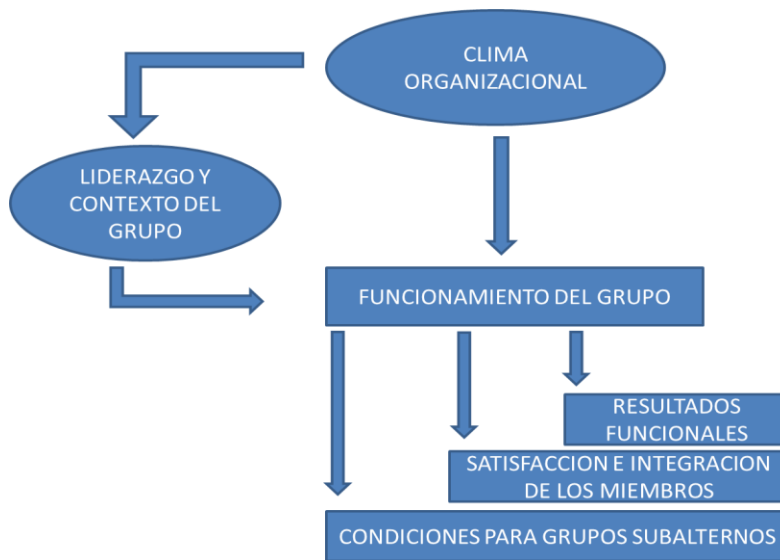 CLIMA
ORGANIZACIONAL
LIDERAZGO Y
CONTEXTO DEL
GRUPO
FUNCIONAMIENTO DEL GRUPO
RESULTADOS
FUNCIONALES
SATISFACCION E INTEGRACION
DE LOS MIEMBROS
CONDICIONES PARA GRUPOS SUBALTERNOS